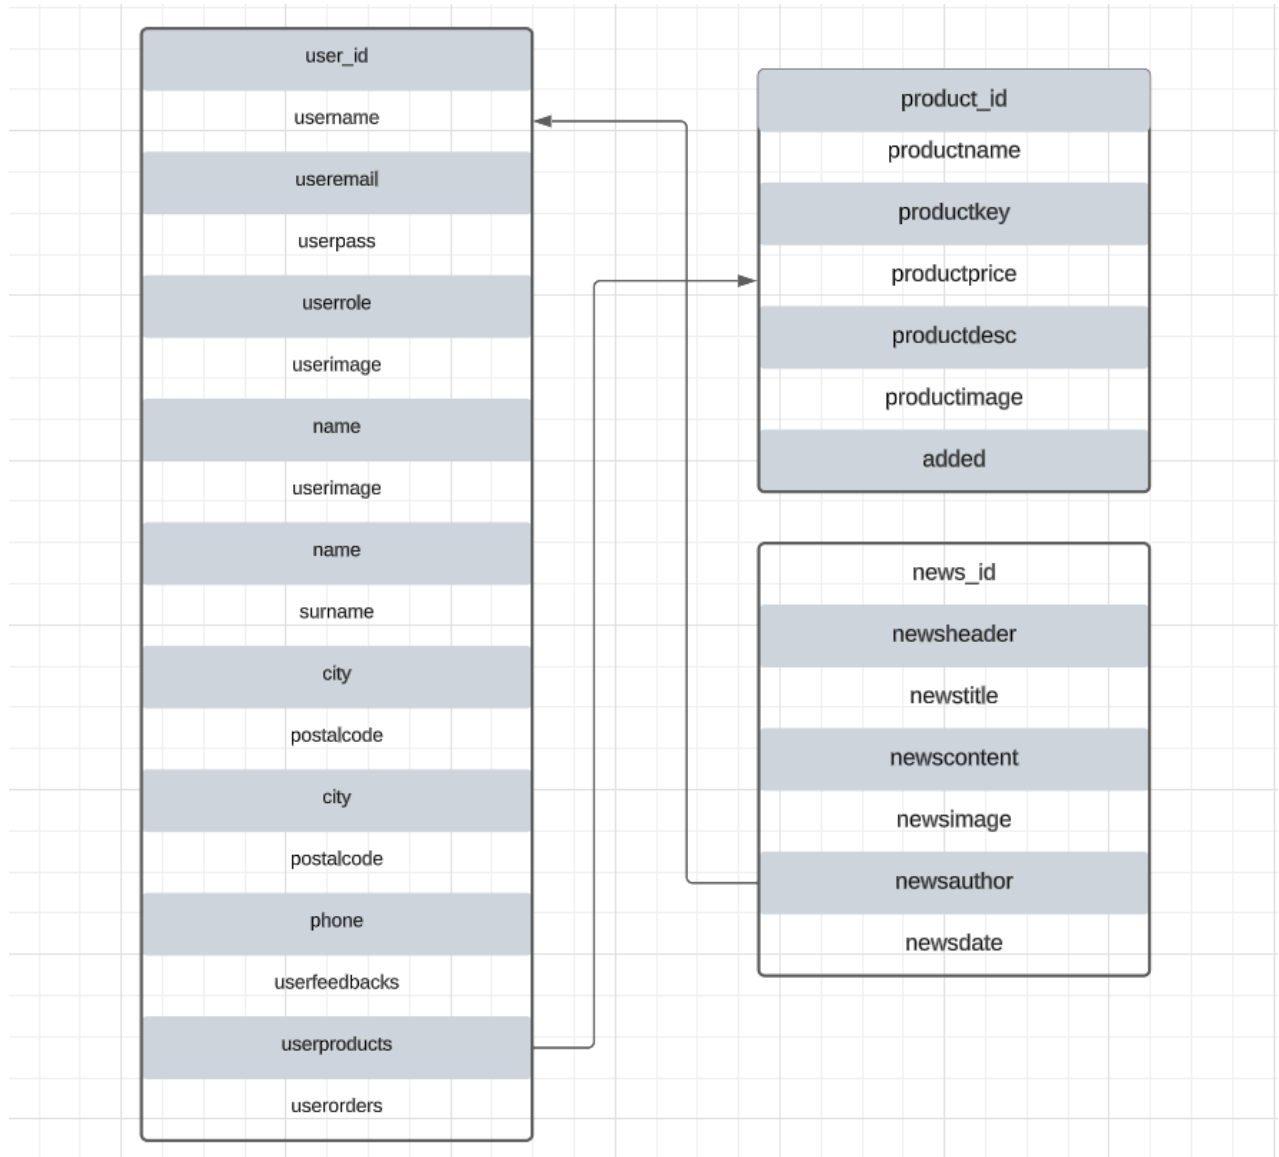 user_id
username
useremail
userpass
userrole
userimage
name
userimage
name
surname
city
postalcode
city
postalcode
phone
userfeedbacks
userproducts
userorders
product_id
productname
productkey
productprice
productdesc
productimage
added
news_id
newsheader
newstitle
newscontent
newsimage
newsauthor
newsdate